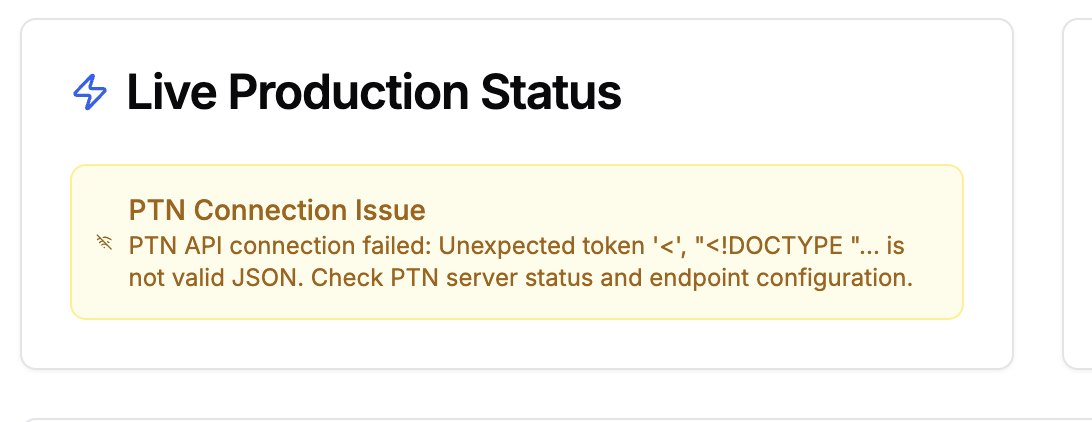 Live Production Status
PTN Connection Issue
PTN API connection failed: Unexpected token '<', "<!DOCTYPE "... is
not valid JSON. Check PTN server status and endpoint configuration.